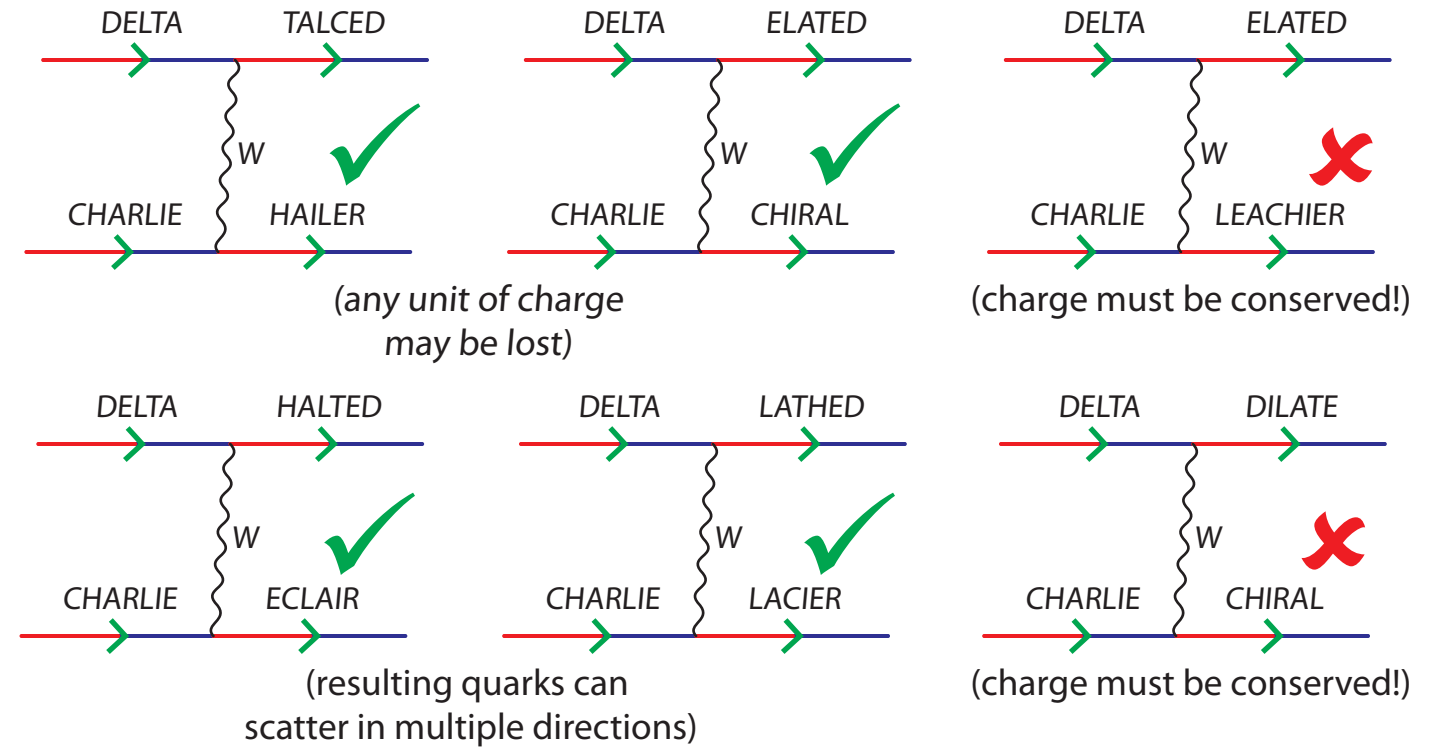 DELTA TALCED DELTA ELATED DELTA ELATED
W W W
CHARLIE HAILER CHARLIE CHIRAL CHARLIE LEACHIER
(any unit of charge
may be lost)
(charge must be conserved!)
DELTA HALTED DELTA LATHED DELTA DILATE
W W W
CHARLIE ECLAIR CHARLIE LACIER CHARLIE CHIRAL
(resulting quarks can
scatter in multiple directions)
(charge must be conserved!)